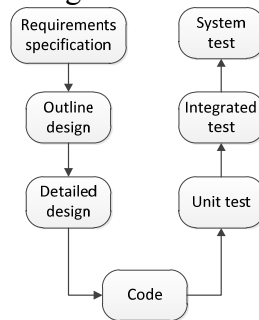 Requirements
specification
System
test
Outline
design
Integrated
test
Detailed
design
Unit test
Code